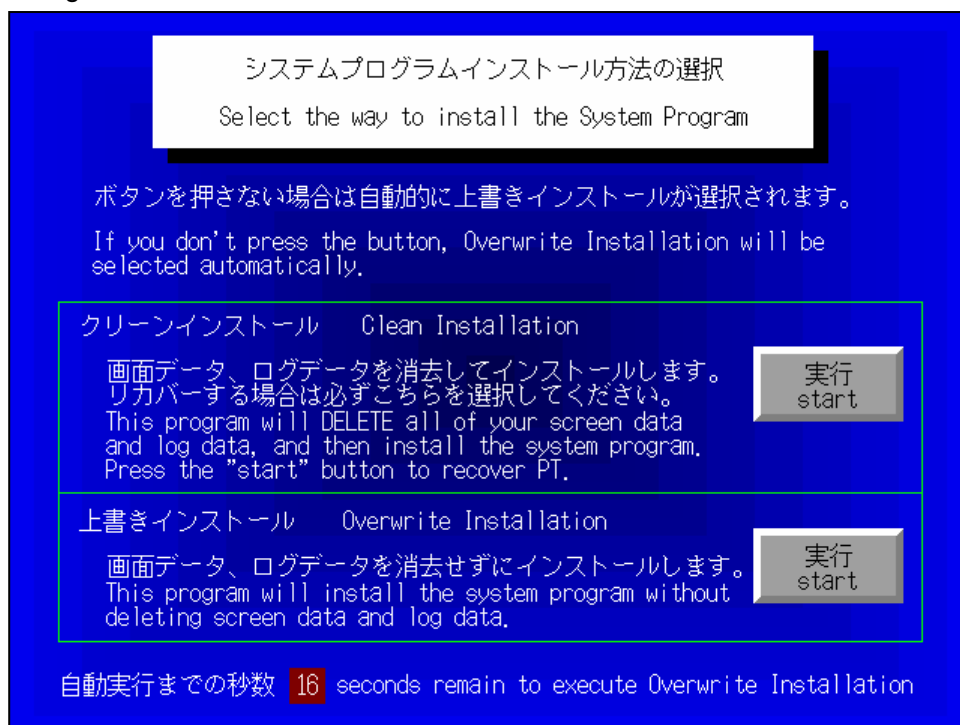 システムプログラムインストール方法の選択
Select the way to install the System Program
ボタンを押さない場合は自動的に上書きインストールが選択されます。
If you don't press the button, Overwrite Installation will be
selected automatically.
クリーンインストール Clean Installation
画面データ、ログデータを消去してインストールします。
リカバーする場合は必ずこちらを選択してください。
This program will DELETE all of your screen data
and log data, and then install the system program.
Press the "start" button to recover PT.
実行
start
上書きインストール Overwrite Installation
画面データ、ログデータを消去せずにインストールします。
This program will install the system program without
deleting screen data and log data.
実行
start
自動実行までの秒数 16 seconds remain to execute Overwrite Installation